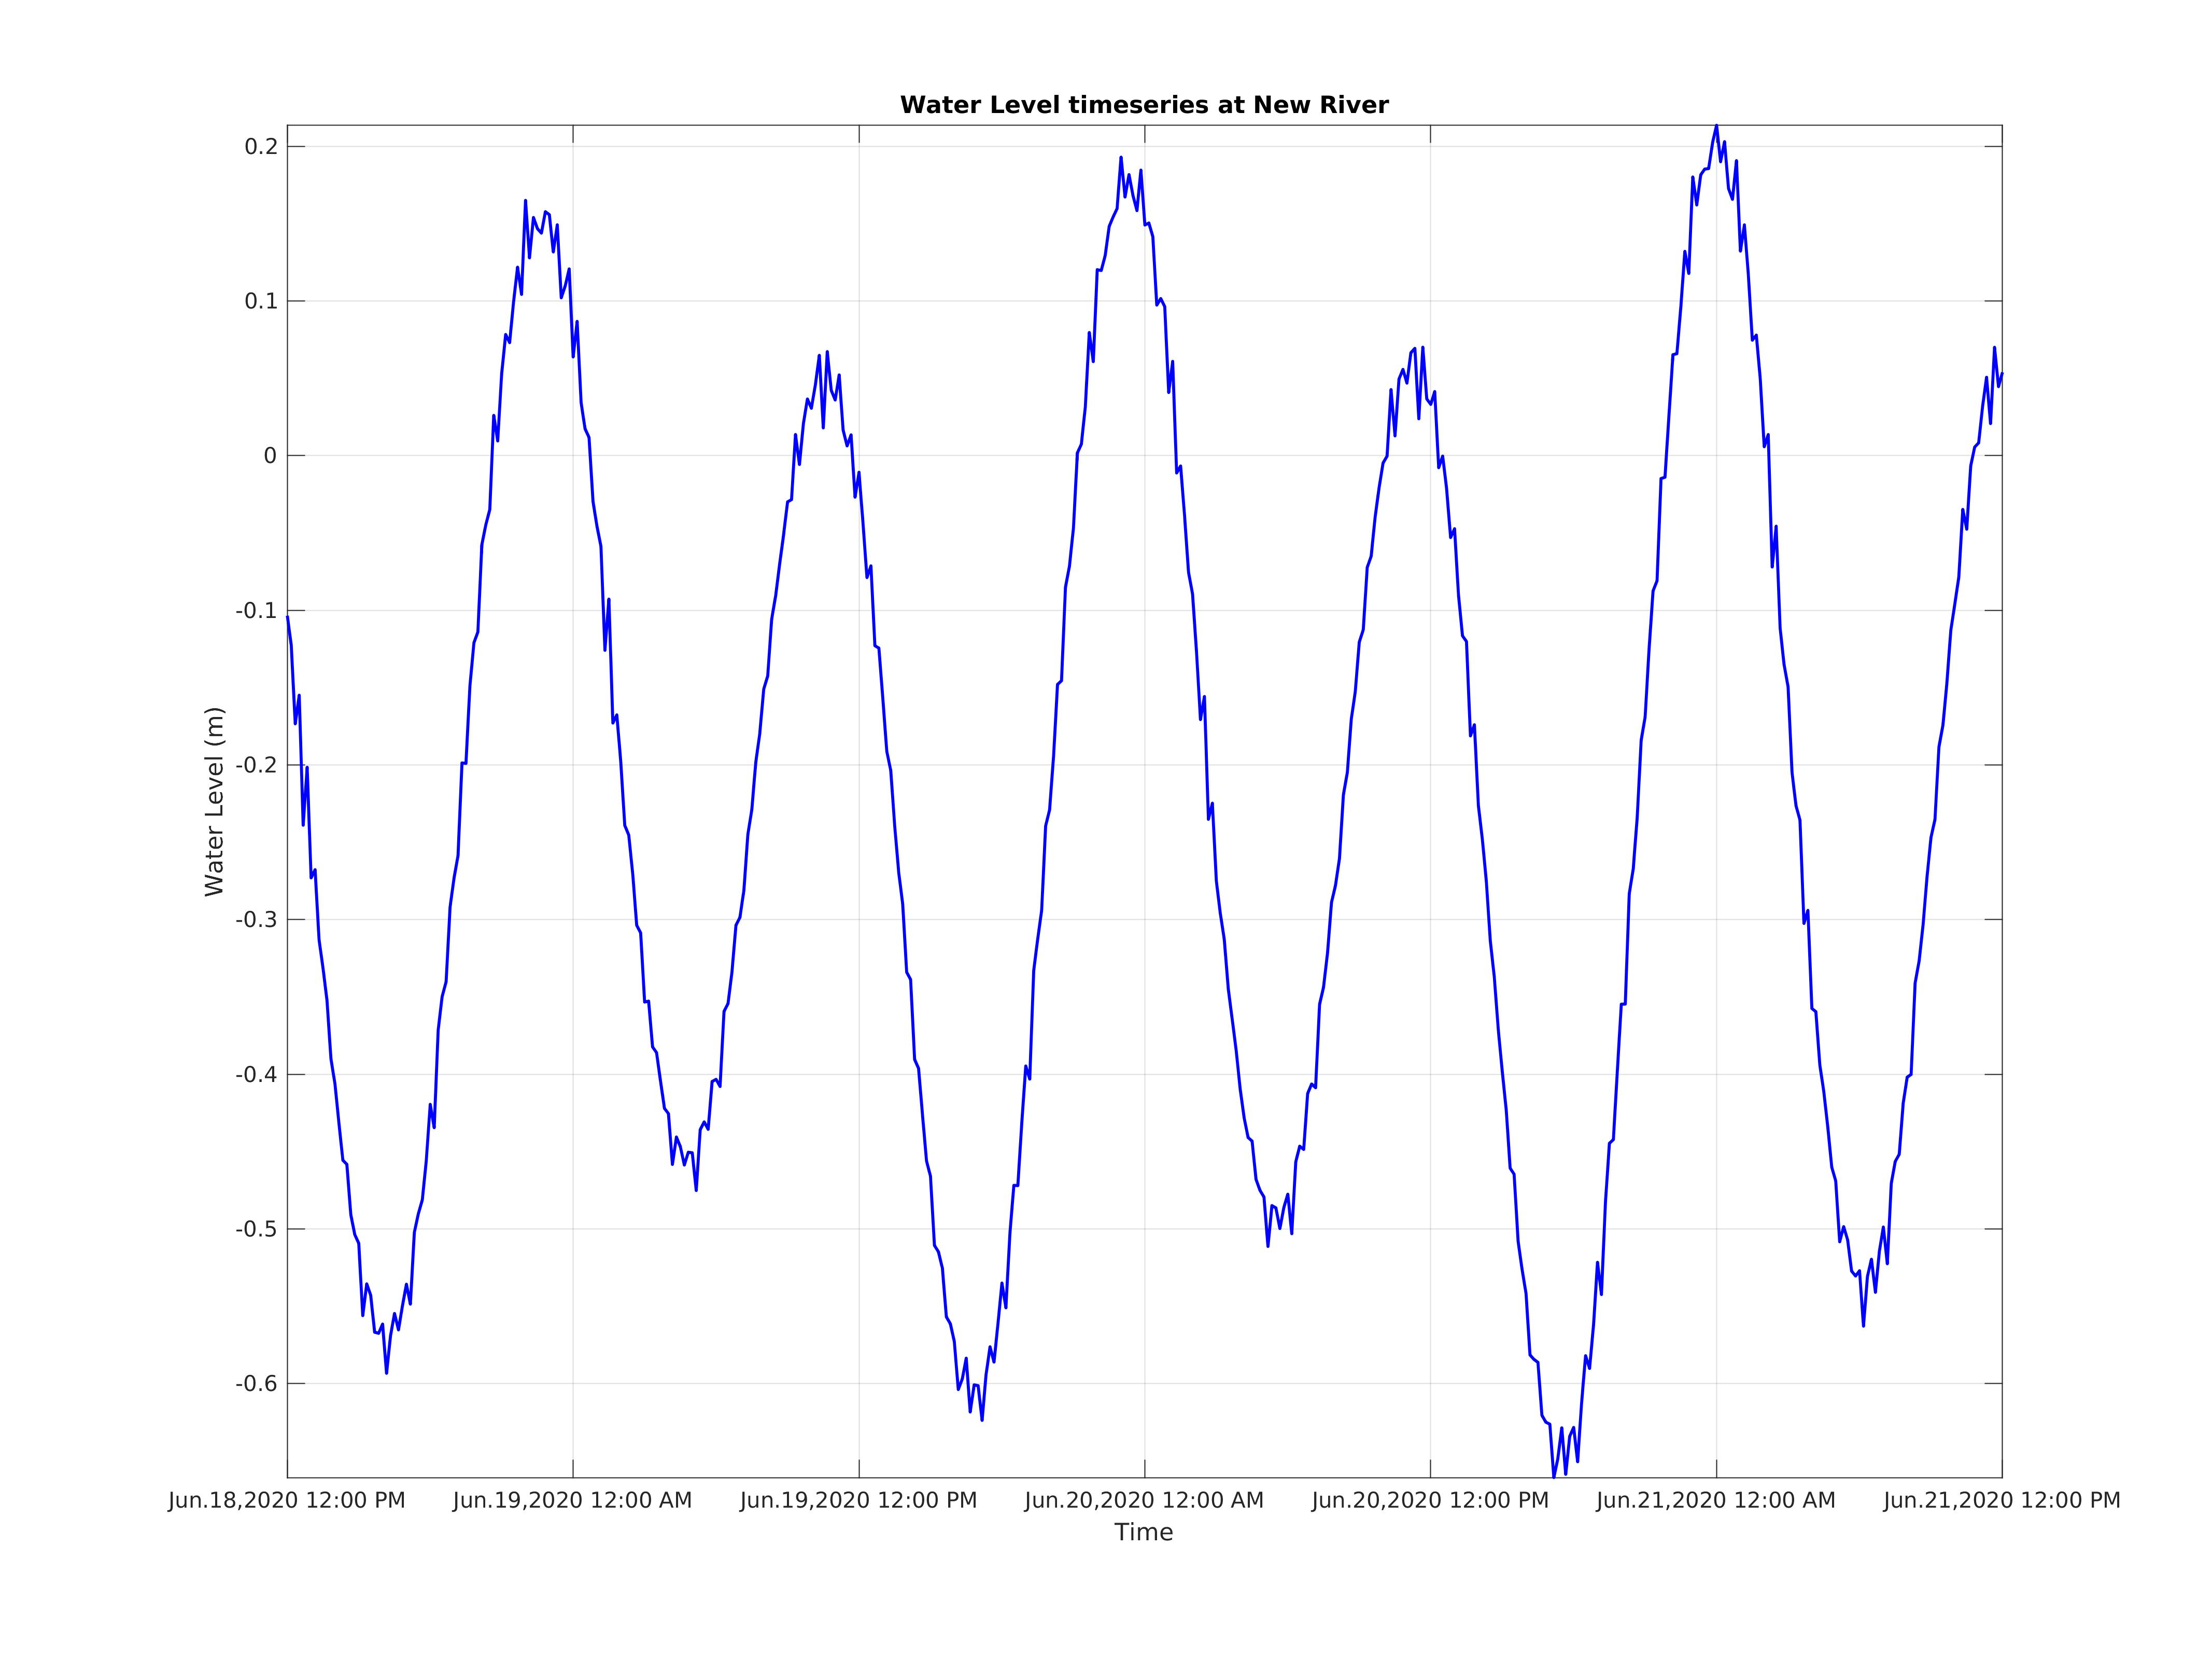 Water Level timeseries at New River
0.2
0.1
0
-0.1
-0.2
-0.3
-0.4
-0.5
-0.6
Water Level (m)
Jun.18,2020 12:00 PM
Jun.19,2020 12:00 AM
Jun.19,2020 12:00 PM
Jun.20,2020 12:00 AM
Jun.20,2020 12:00 PM
Jun.21,2020 12:00 AM
Jun.21,2020 12:00 PM
Time